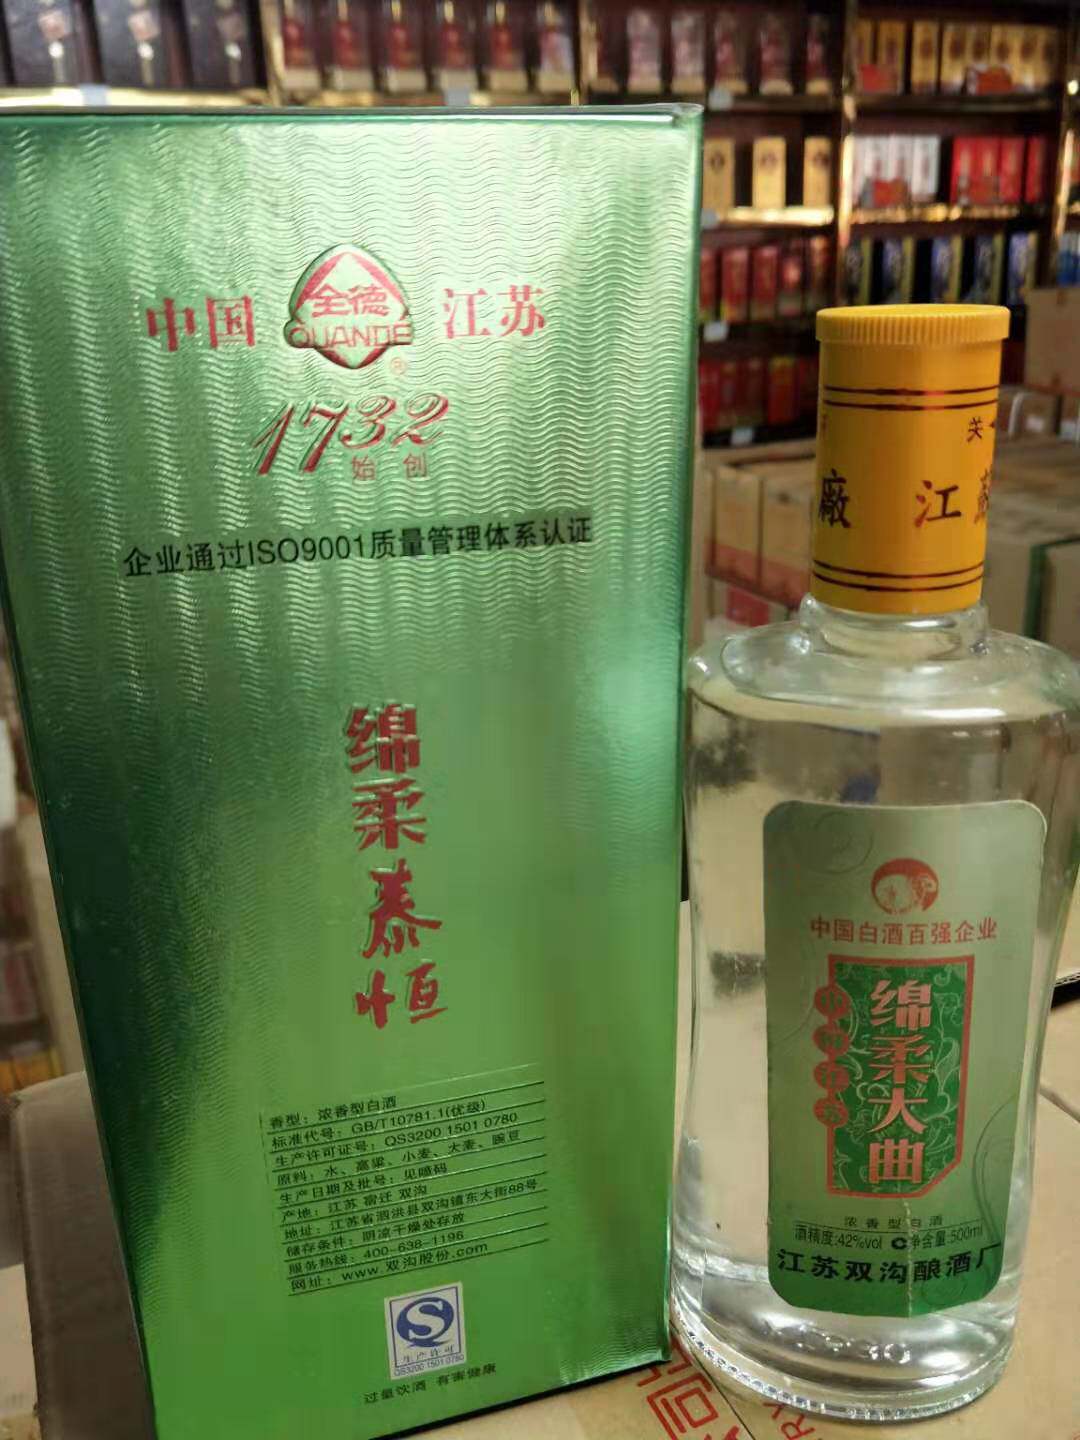 中国 全德 江苏
QUANDE
®
1732
始创
企业通过ISO9001质量管理体系认证
绵柔泰恒
香型：浓香型白酒
标准代号：GB/T10781.1(优级)
生产许可证号：QS3200 1501 0780
原料：水、高粱、小麦、大麦、豌豆
生产日期及批号：见喷码
产地：江苏 宿迁 双沟
地址：江苏省泗洪县双沟镇东大街88号
储存条件：阴凉干燥处存放
服务热线：400-638-1196
网址：www.双沟股份.com
S
生产许可
QS3200 1501 0780
过量饮酒 有害健康
关
廠 江 蘇
中国白酒百强企业
绵柔大曲
浓香型白酒
酒精度:42%vol C净含量:500ml
江苏双沟酿酒厂